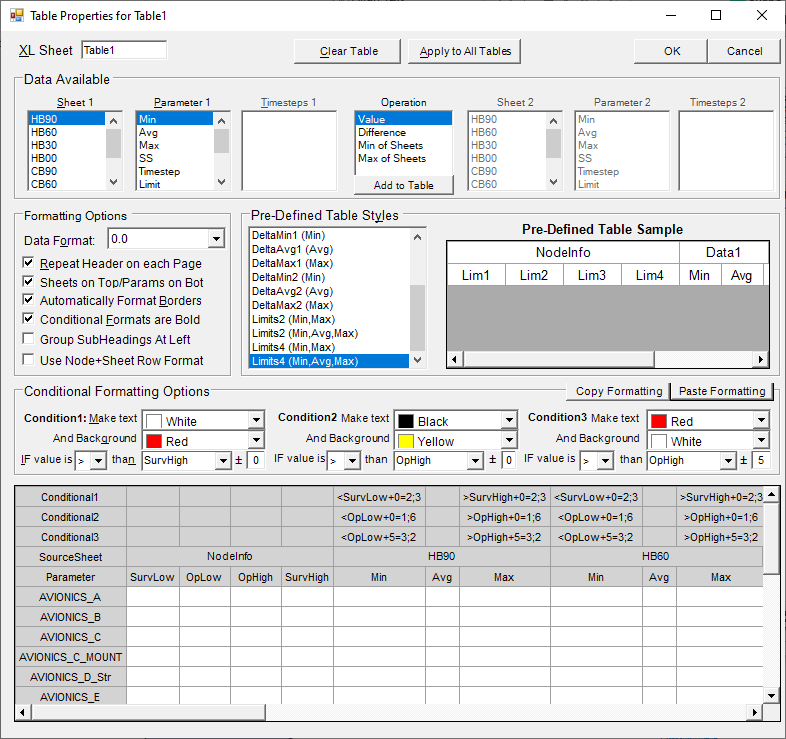 Table Properties for Table1
XL Sheet Table1 Clear Table Apply to All Tables OK Cancel
Data Available
Sheet 1 Parameter 1 Timesteps 1 Operation Sheet 2 Parameter 2 Timesteps 2
HB90 Min Value HB90 Min
HB60 Avg Difference HB60 Avg
HB30 Max Min of Sheets HB30 Max
HB00 SS Max of Sheets HB00 SS
CB90 Timestep CB90 Timestep
CB60 Limit Add to Table CB60 Limit
Formatting Options
Data Format: 0.0
Repeat Header on each Page
Sheets on Top/Params on Bot
Automatically Format Borders
Conditional Formats are Bold
Group SubHeadings At Left
Use Node+Sheet Row Format
Pre-Defined Table Styles
DeltaMin1 (Min)
DeltaAvg1 (Avg)
DeltaMax1 (Max)
DeltaMin2 (Min)
DeltaAvg2 (Avg)
DeltaMax2 (Max)
Limits2 (Min,Max)
Limits2 (Min,Avg,Max)
Limits4 (Min,Max)
Limits4 (Min,Avg,Max)
Pre-Defined Table Sample
NodeInfo Data1
Lim1 Lim2 Lim3 Lim4 Min Avg
Conditional Formatting Options Copy Formatting Paste Formatting
Condition1: Make text White Condition2 Make text Black Condition3 Make text Red
And Background Red And Background Yellow And Background White
IF value is > than SurvHigh ± 0 IF value is > than OpHigh ± 0 IF value is > than OpHigh ± 5
Conditional1 <SurvLow+0=2;3 >SurvHigh+0=2;3 <SurvLow+0=2;3 >SurvHigh+0=2;3
Conditional2 <OpLow+0=1;6 >OpHigh+0=1;6 <OpLow+0=1;6 >OpHigh+0=1;6
Conditional3 <OpLow+5=3;2 >OpHigh+5=3;2 <OpLow+5=3;2 >OpHigh+5=3;2
SourceSheet NodeInfo HB90 HB60
Parameter SurvLow OpLow OpHigh SurvHigh Min Avg Max Min Avg Max
AVIONICS_A
AVIONICS_B
AVIONICS_C
AVIONICS_C_MOUNT
AVIONICS_D_Str
AVIONICS_E